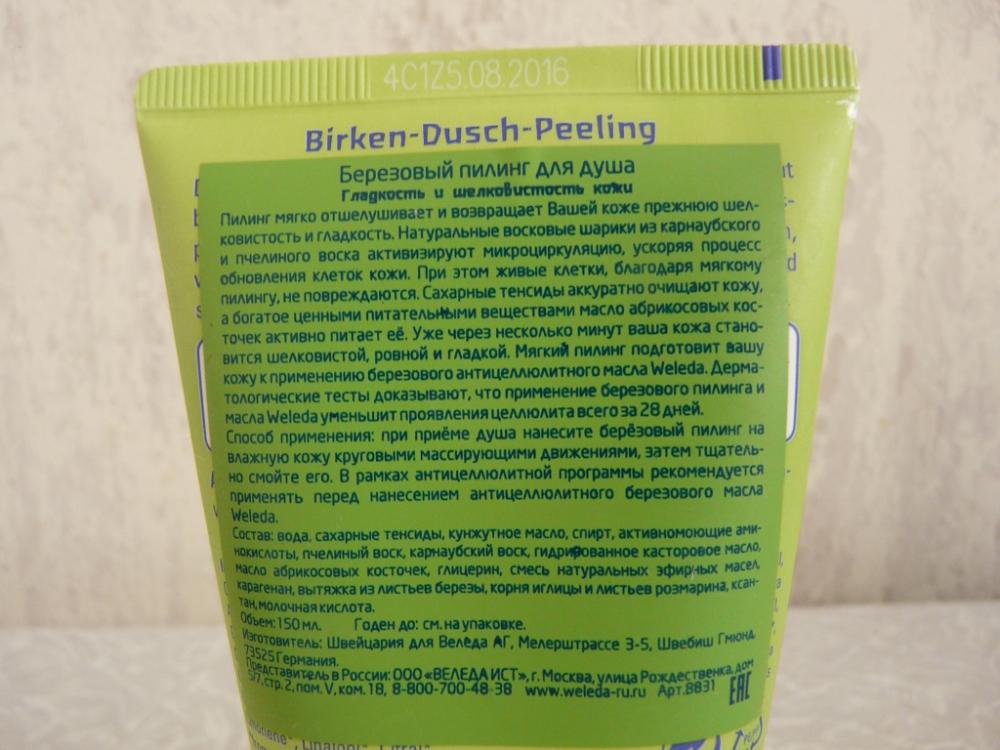 4C1Z5.08.2016
Birken-Dusch-Peeling
Березовый пилинг для душа
Гладкость и шелковистость кожи
Пилинг мягко отшелушивает и возвращает Вашей коже прежнюю шел-
ковистость и гладкость. Натуральные восковые шарики из карнаубского
и пчелиного воска активизируют микроциркуляцию, ускоряя процесс
обновления клеток кожи. При этом живые клетки, благодаря мягкому
пилингу, не повреждаются. Сахарные тенсиды аккуратно очищают кожу,
а богатое ценными питательными веществами масло абрикосовых кос-
точек активно питает её. Уже через несколько минут ваша кожа стано-
вится шелковистой, ровной и гладкой. Мягкий пилинг подготовит вашу
кожу к применению березового антицеллюлитного масла Weleda. Дерма-
тологические тесты доказывают, что применение березового пилинга и
масла Weleda уменьшит проявления целлюлита всего за 28 дней.
Способ применения: при приёме душа нанесите берёзовый пилинг на
влажную кожу круговыми массирующими движениями, затем тщатель-
но смойте его. В рамках антицеллюлитной программы рекомендуется
применять перед нанесением антицеллюлитного березового масла
Weleda.
Состав: вода, сахарные тенсиды, кунжутное масло, спирт, активномоющие ами-
нокислоты, пчелиный воск, карнаубский воск, гидрированное касторовое масло,
масло абрикосовых косточек, глицерин, смесь натуральных эфирных масел,
карагенан, вытяжка из листьев березы, корня иглицы и листьев розмарина, ксан-
тан, молочная кислота.
Объем: 150 мл. Годен до: см. на упаковке.
Изготовитель: Швейцария для Веледа АГ, Мелерштрассе 3-5, Швебиш Гмюнд,
73525 Германия.
Представитель в России: ООО «ВЕЛЕДА ИСТ», г. Москва, улица Рождественка, дом
5/7, стр. 2, пом. V, ком. 18, 8-800-700-48-38 www.weleda-ru.ru Арт.8831 EAC
Linalool*, Citral*